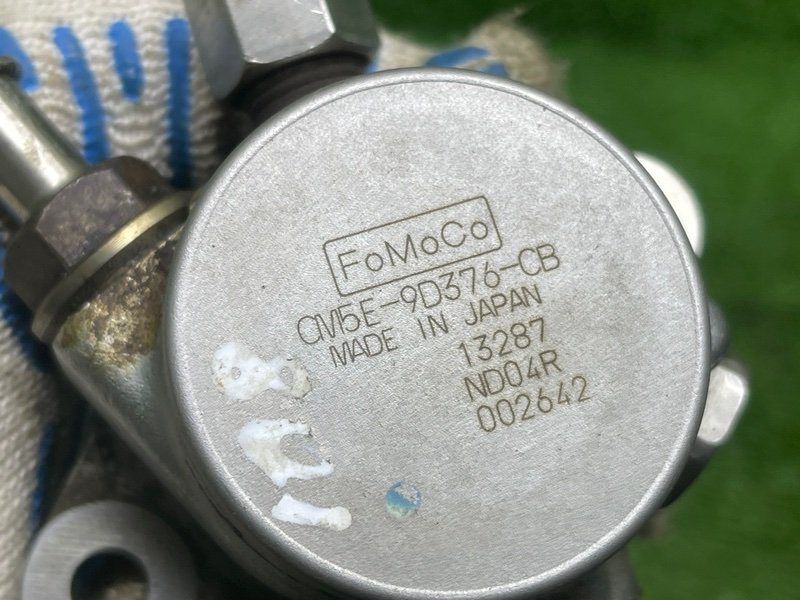 FoMoCo
CM5E-9D376-CB
MADE IN JAPAN
13287
ND04R
002642